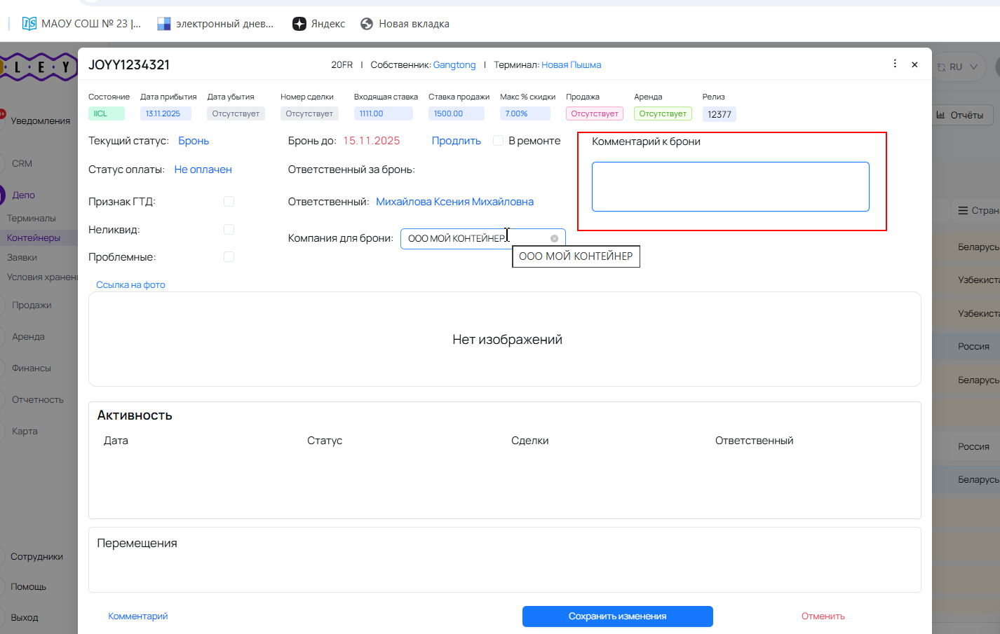 МАОУ СОШ № 23 |...
электронный днев...
Яндекс
Новая вкладка
L E Y
JOYY1234321
20FR | Собственник: Gangtong | Терминал: Новая Пышма
RU
Состояние
Дата прибытия
Дата убытия
Номер сделки
Входящая ставка
Ставка продажи
Макс % скидки
Продажа
Аренда
Релиз
IICL
13.11.2025
Отсутствует
Отсутствует
1111.00
1500.00
7.00%
Отсутствует
Отсутствует
12377
Отчёты
Уведомления
CRM
Депо
Терминалы
Контейнеры
Заявки
Условия хранени
Продажи
Аренда
Финансы
Отчетность
Карта
Сотрудники
Помощь
Выход
Текущий статус: Бронь
Бронь до: 15.11.2025
Продлить
В ремонте
Комментарий к брони
Статус оплаты: Не оплачен
Ответственный за бронь:
Признак ГТД:
Ответственный: Михайлова Ксения Михайловна
Неликвид:
Компания для брони: ООО МОЙ КОНТЕЙНЕР
ООО МОЙ КОНТЕЙНЕР
Проблемные:
Ссылка на фото
Нет изображений
Активность
Дата
Статус
Сделки
Ответственный
Перемещения
Комментарий
Сохранить изменения
Отменить
Стран
Беларусь
Узбекиста
Узбекиста
Россия
Беларусь
Россия
Беларусь